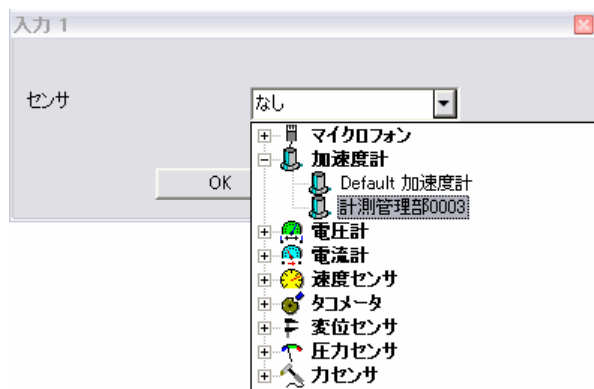 入力 1
センサ
なし
マイクロフォン
加速度計
OK
Default 加速度計
計測管理部0003
電圧計
電流計
速度センサ
タコメータ
変位センサ
圧力センサ
力センサ